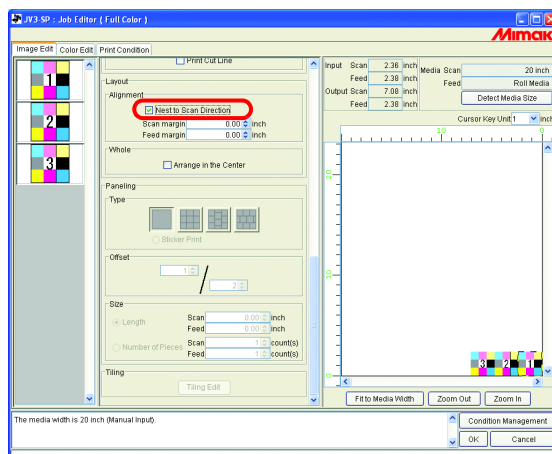 JV3-SP : Job Editor ( Full Color )
Mimaki
Image Edit Color Edit Print Condition
1
2
3
Print Cut Line
Layout
Alignment
Nest to Scan Direction
Scan margin 0.00 inch
Feed margin 0.00 inch
Whole
Arrange in the Center
Paneling
Type
Sticker Print
Offset
1 / 2
Size
Length Scan 0.00 inch
Feed 0.00 inch
Number of Pieces Scan 1 count(s)
Feed 1 count(s)
Tiling
Tiling Edit
Input Scan 2.36 inch
Feed 2.38 inch
Output Scan 7.08 inch
Feed 2.38 inch
Media Scan 20 inch
Feed Roll Media
Detect Media Size
Cursor Key Unit 1 inch
10 0
20
10
0
3 2 1
Fit to Media Width Zoom Out Zoom In
The media width is 20 inch (Manual Input).
Condition Management
OK Cancel